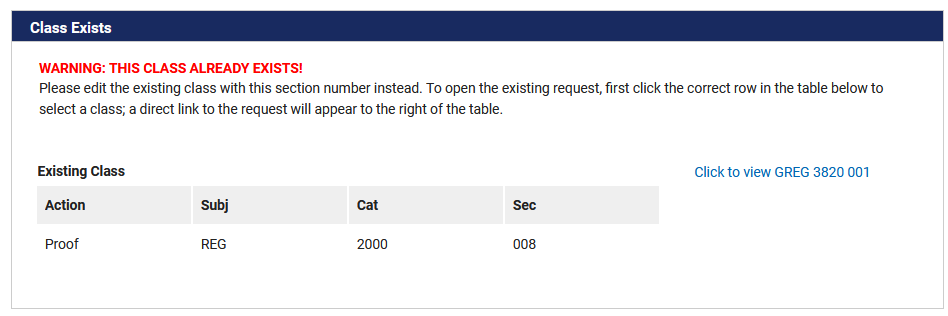 Class Exists
WARNING: THIS CLASS ALREADY EXISTS!
Please edit the existing class with this section number instead. To open the existing request, first click the correct row in the table below to
select a class; a direct link to the request will appear to the right of the table.
Existing Class
Click to view GREG 3820 001
Action Subj Cat Sec
Proof REG 2000 008